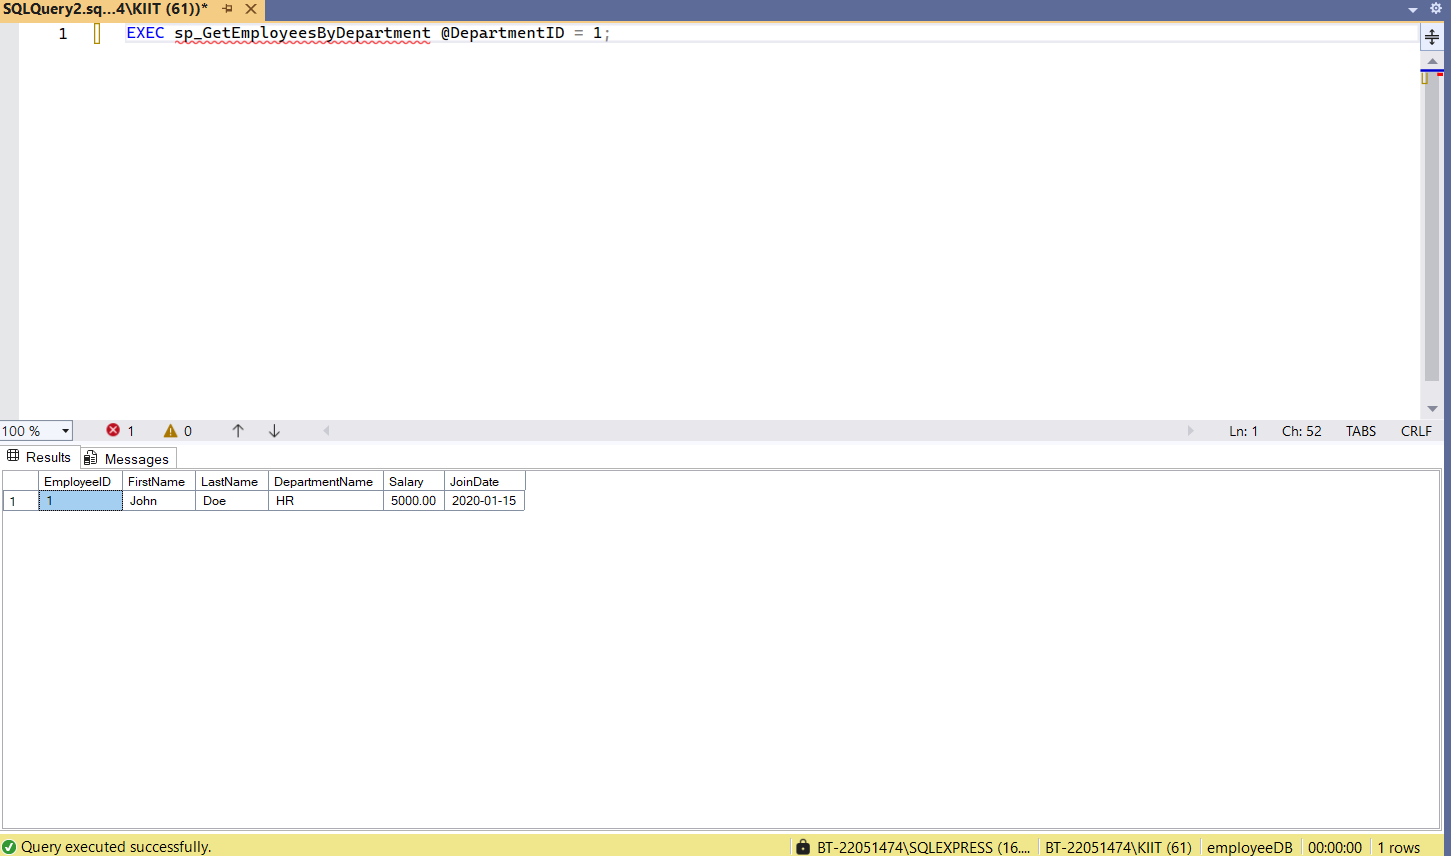 SQLQuery2.sq...4\KIIT (61))*
1 EXEC sp_GetEmployeesByDepartment @DepartmentID = 1;
100 % 1 0 Ln: 1 Ch: 52 TABS CRLF
Results Messages
EmployeeID FirstName LastName DepartmentName Salary JoinDate
1 1 John Doe HR 5000.00 2020-01-15
Query executed successfully. BT-22051474\SQLEXPRESS (16.... BT-22051474\KIIT (61) employeeDB 00:00:00 1 rows